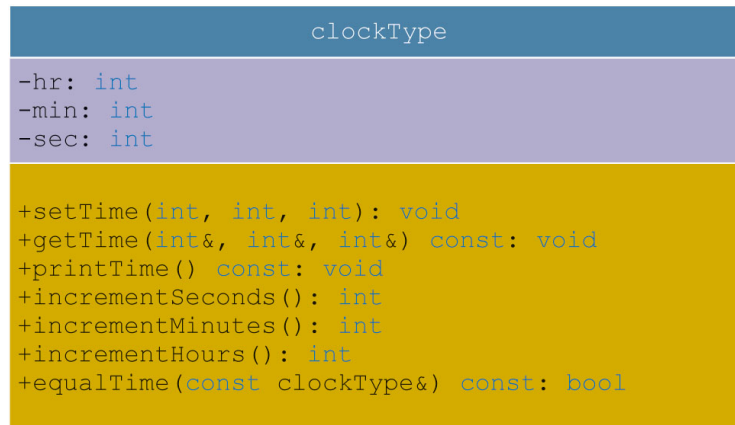 clockType
-hr: int
-min: int
-sec: int
+setTime(int, int, int): void
+getTime(int&, int&, int&) const: void
+printTime() const: void
+incrementSeconds(): int
+incrementMinutes(): int
+incrementHours(): int
+equalTime(const clockType&) const: bool